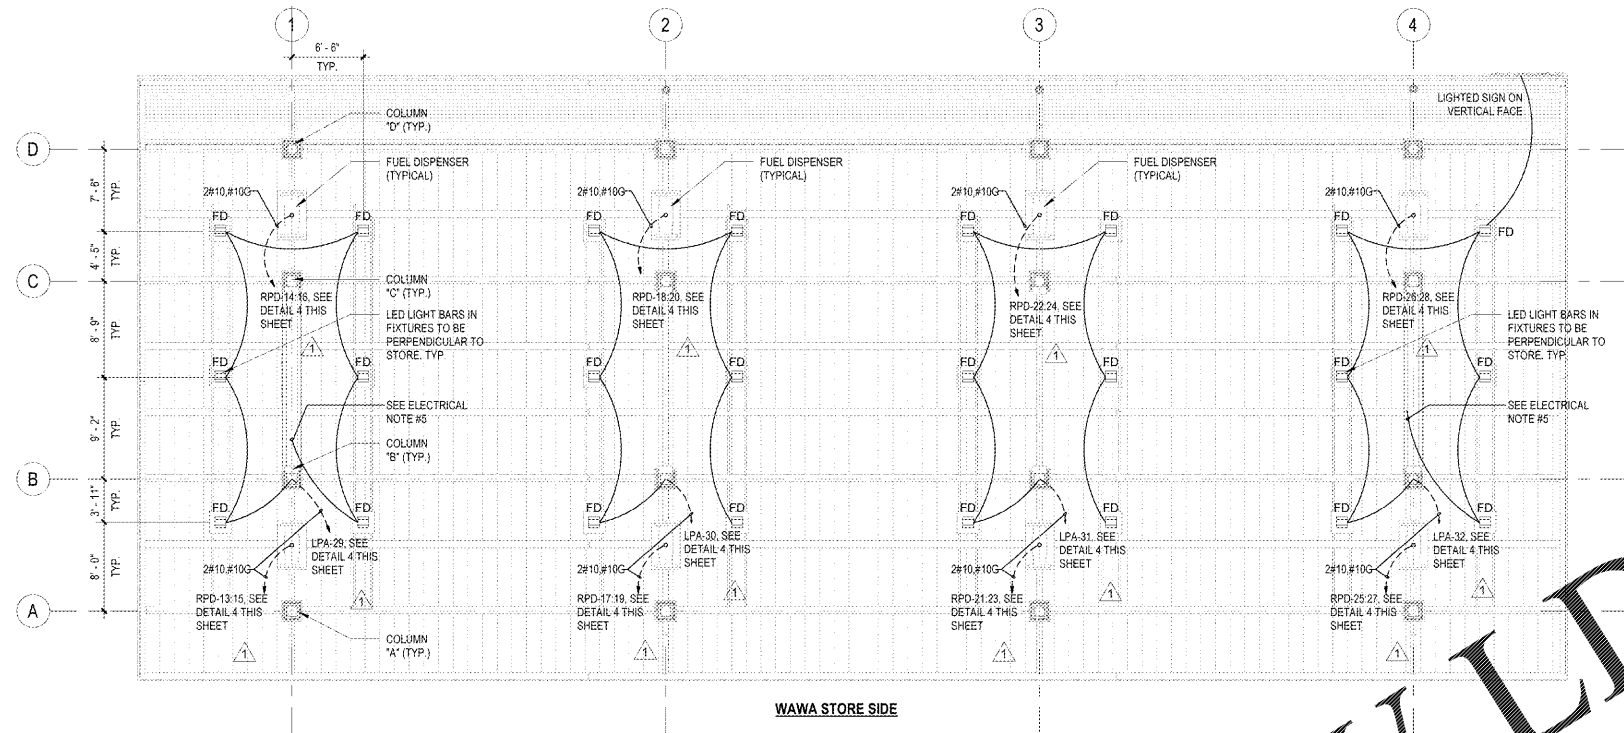 1
2
3
4
6' - 6"
TYP.
LIGHTED SIGN ON
VERTICAL FACE
COLUMN
"D" (TYP.)
D
FUEL DISPENSER
(TYPICAL)
FUEL DISPENSER
(TYPICAL)
FUEL DISPENSER
(TYPICAL)
7' - 6"
TYP.
2#10,#10G
2#10,#10G
2#10,#10G
2#10,#10G
FD
FD
FD
FD
FD
FD
FD
FD
4' - 5"
TYP.
C
COLUMN
"C" (TYP.)
RPD-14:16, SEE
DETAIL 4 THIS
SHEET
RPD-18:20, SEE
DETAIL 4 THIS
SHEET
RPD-22:24, SEE
DETAIL 4 THIS
SHEET
RPD-26:28, SEE
DETAIL 4 THIS
SHEET
LED LIGHT BARS IN
FIXTURES TO BE
PERPENDICULAR TO
STORE, TYP.
LED LIGHT BARS IN
FIXTURES TO BE
PERPENDICULAR TO
STORE, TYP.
8' - 9"
TYP.
1
1
1
1
FD
FD
FD
FD
FD
FD
FD
FD
SEE ELECTRICAL
NOTE #5
SEE ELECTRICAL
NOTE #5
9' - 2"
TYP.
COLUMN
"B" (TYP.)
B
3' - 11"
TYP.
FD
FD
FD
FD
FD
FD
FD
FD
LPA-29, SEE
DETAIL 4 THIS
SHEET
LPA-30, SEE
DETAIL 4 THIS
SHEET
LPA-31, SEE
DETAIL 4 THIS
SHEET
LPA-32, SEE
DETAIL 4 THIS
SHEET
8' - 0"
TYP.
2#10,#10G
2#10,#10G
2#10,#10G
2#10,#10G
1
1
1
1
RPD-13:15, SEE
DETAIL 4 THIS
SHEET
RPD-17:19, SEE
DETAIL 4 THIS
SHEET
RPD-21:23, SEE
DETAIL 4 THIS
SHEET
RPD-25:27, SEE
DETAIL 4 THIS
SHEET
A
COLUMN
"A" (TYP.)
1
1
1
1
WAWA STORE SIDE